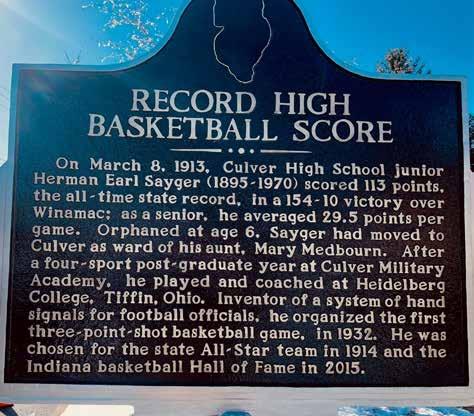 RECORD HIGH
BASKETBALL SCORE
On March 8, 1913, Culver High School junior
Herman Earl Sayger (1895-1970) scored 113 points,
the all-time state record, in a 154-10 victory over
Winamac; as a senior, he averaged 29.5 points per
game. Orphaned at age 6, Sayger had moved to
Culver as ward of his aunt, Mary Medbourn. After
a four-sport post-graduate year at Culver Military
Academy, he played and coached at Heidelberg
College, Tiffin, Ohio. Inventor of a system of hand
signals for football officials, he organized the first
three-point-shot basketball game, in 1932. He was
chosen for the state All-Star team in 1914 and the
Indiana basketball Hall of Fame in 2015.